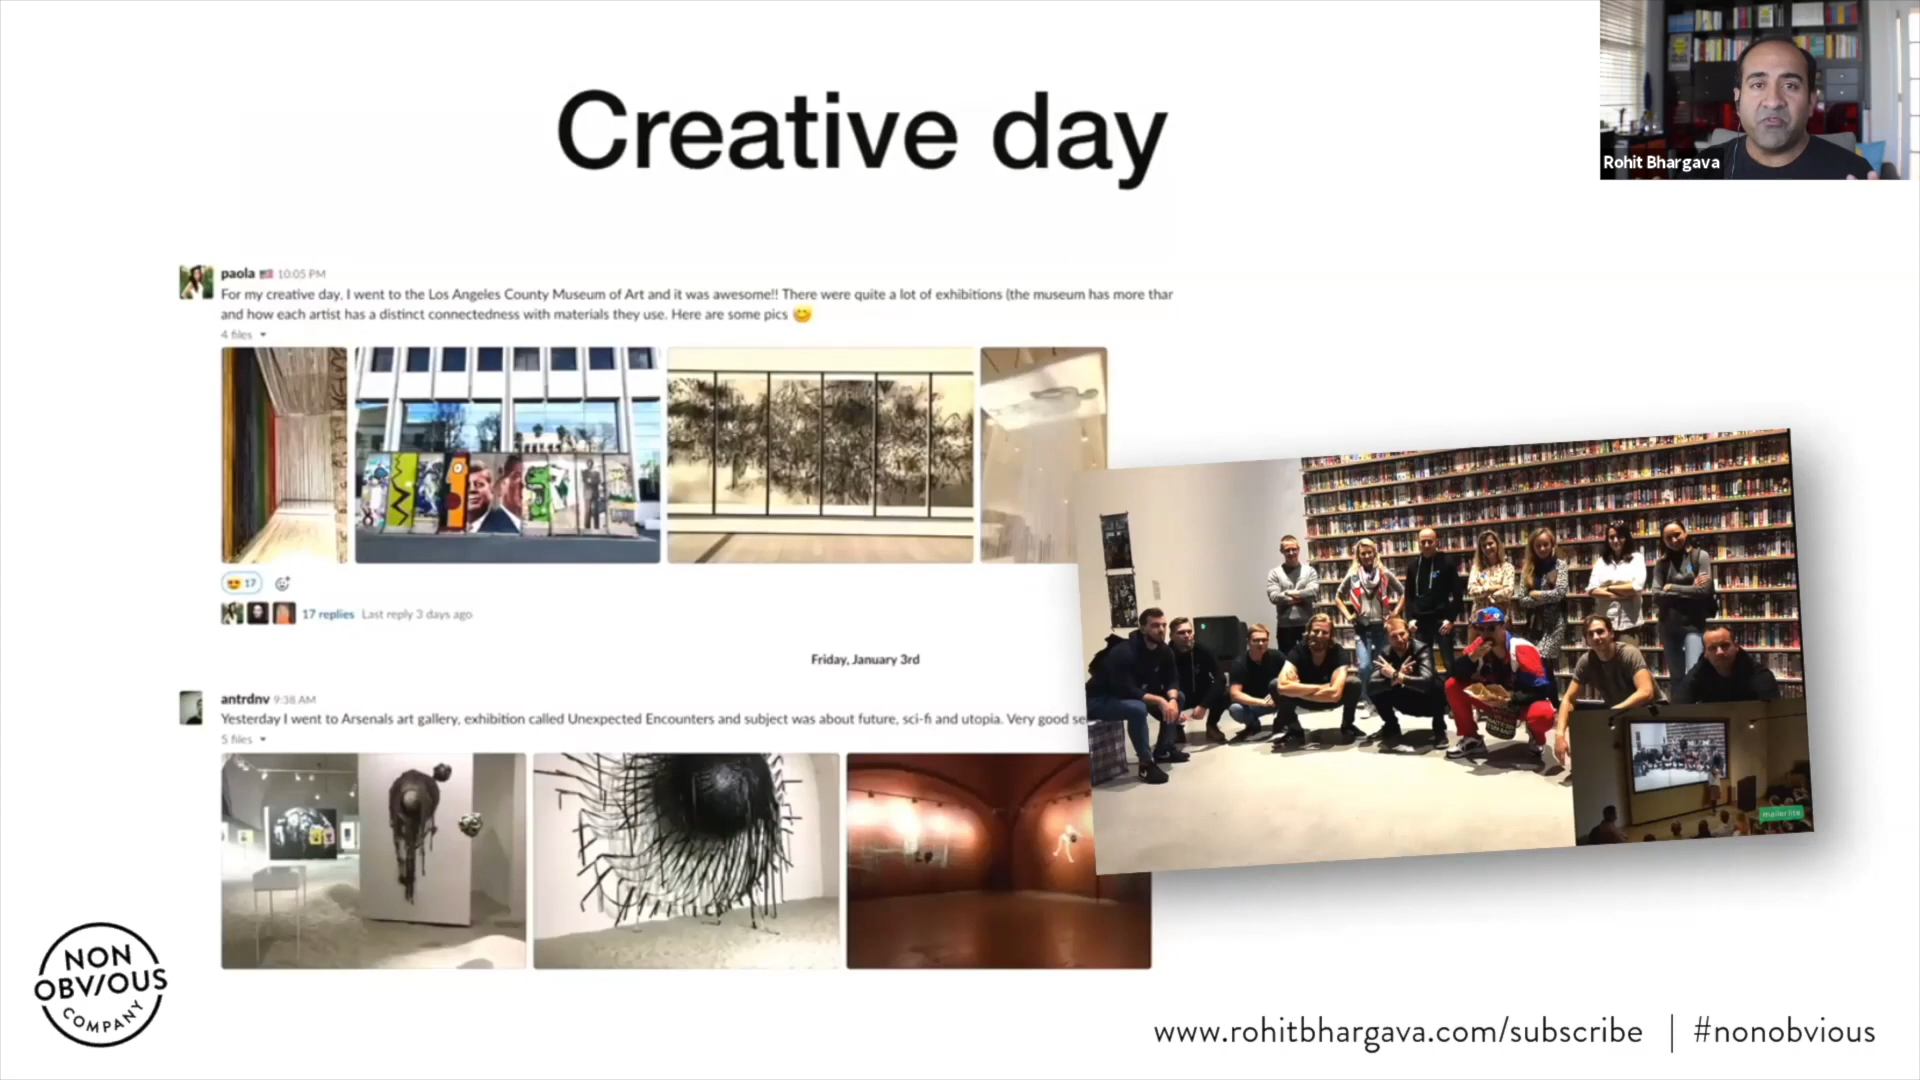 Creative day
Rohit Bhargava
paola 10:05 PM
For my creative day, I went to the Los Angeles County Museum of Art and it was awesome!! There were quite a lot of exhibitions (the museum has more thar
and how each artist has a distinct connectedness with materials they use. Here are some pics
4 files
17
17 replies Last reply 3 days ago
Friday, January 3rd
antrdnv 9:38 AM
Yesterday I went to Arsenals art gallery, exhibition called Unexpected Encounters and subject was about future, sci-fi and utopia. Very good se
5 files
mailer lite
NON
OBV/OUS
COMPANY
www.rohitbhargava.com/subscribe | #nonobvious